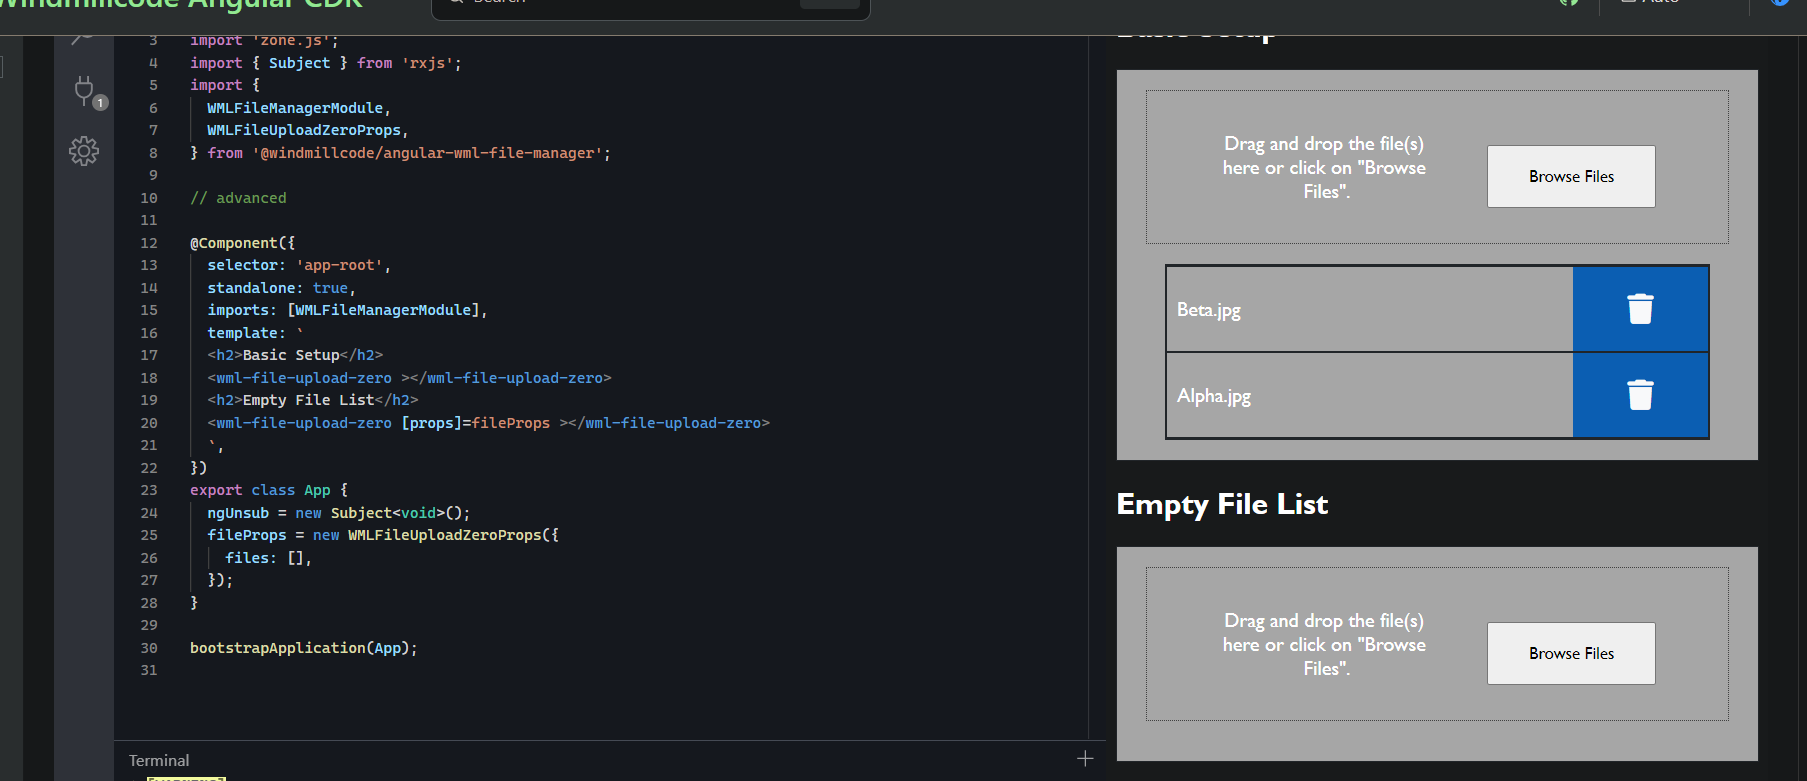 Windmillcode Angular CDK
Search
Auto
3 import 'zone.js';
4 import { Subject } from 'rxjs';
5 import {
6 WMLFileManagerModule,
7 WMLFileUploadZeroProps,
8 } from '@windmillcode/angular-wml-file-manager';
9
10 // advanced
11
12 @Component({
13 selector: 'app-root',
14 standalone: true,
15 imports: [WMLFileManagerModule],
16 template: `
17 <h2>Basic Setup</h2>
18 <wml-file-upload-zero ></wml-file-upload-zero>
19 <h2>Empty File List</h2>
20 <wml-file-upload-zero [props]=fileProps ></wml-file-upload-zero>
21 `,
22 })
23 export class App {
24 ngUnsub = new Subject<void>();
25 fileProps = new WMLFileUploadZeroProps({
26 files: [],
27 });
28 }
29
30 bootstrapApplication(App);
31
1
Terminal
Basic Setup
Drag and drop the file(s)
here or click on "Browse
Files".
Browse Files
Beta.jpg
Alpha.jpg
Empty File List
Drag and drop the file(s)
here or click on "Browse
Files".
Browse Files